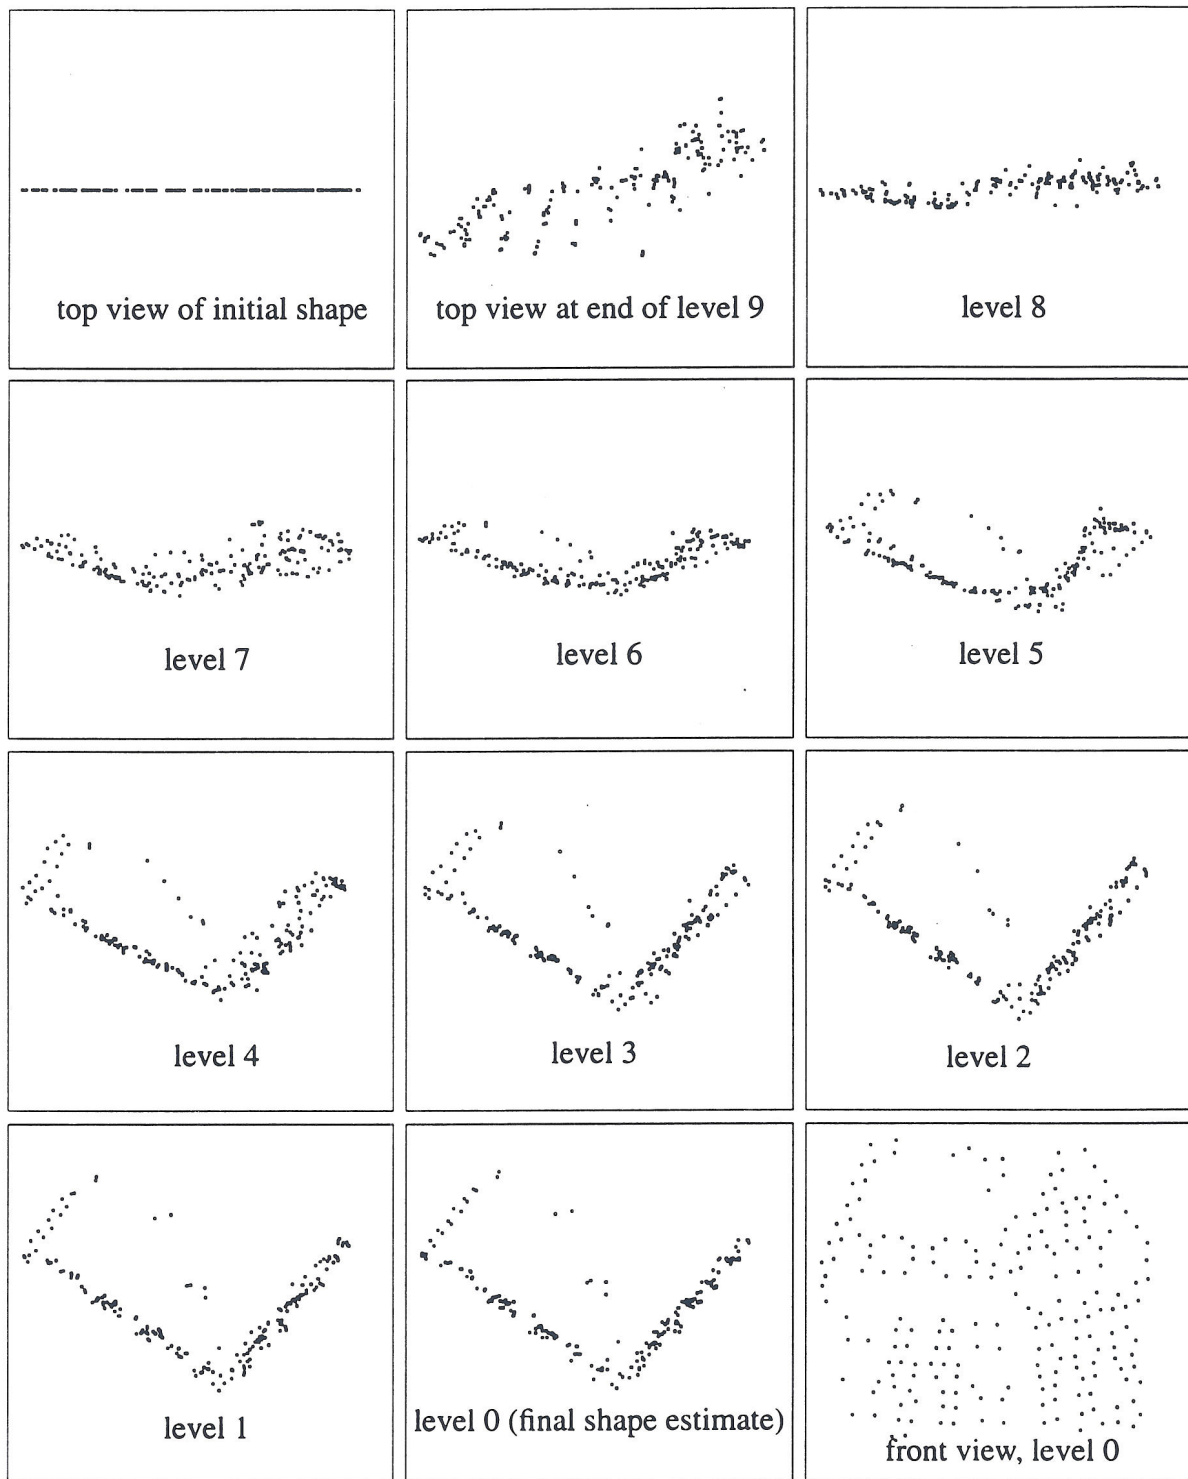 top view of initial shape
top view at end of level 9
level 8
level 7
level 6
level 5
level 4
level 3
level 2
level 1
level 0 (final shape estimate)
front view, level 0